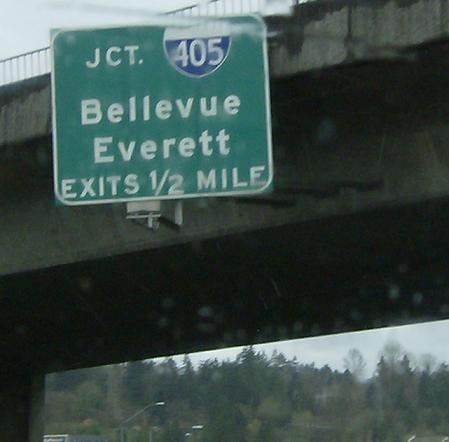 JCT. 405
Bellevue
Everett
EXITS 1/2 MILE